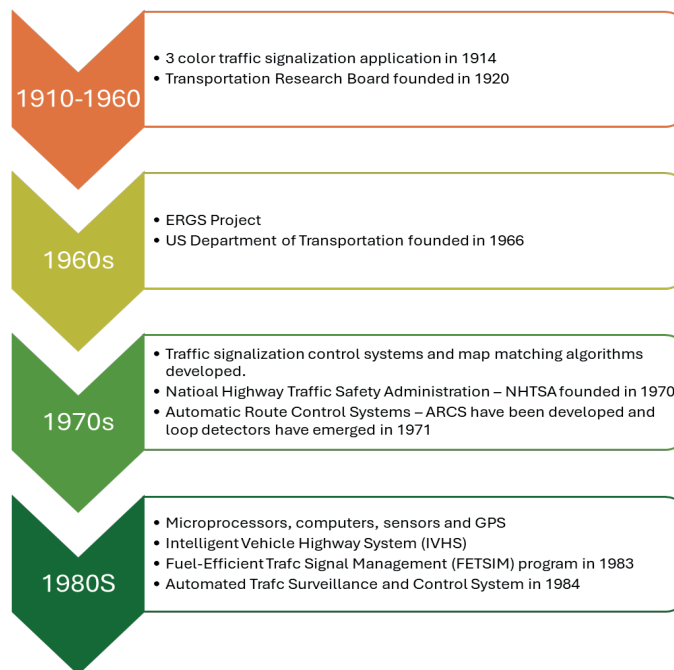 1910-1960
• 3 color traffic signalization application in 1914
• Transportation Research Board founded in 1920
1960s
• ERGS Project
• US Department of Transportation founded in 1966
1970s
• Traffic signalization control systems and map matching algorithms
developed.
• Natioal Highway Traffic Safety Administration – NHTSA founded in 1970
• Automatic Route Control Systems – ARCS have been developed and
loop detectors have emerged in 1971
1980S
• Microprocessors, computers, sensors and GPS
• Intelligent Vehicle Highway System (IVHS)
• Fuel-Efficient Trafc Signal Management (FETSIM) program in 1983
• Automated Trafc Surveillance and Control System in 1984